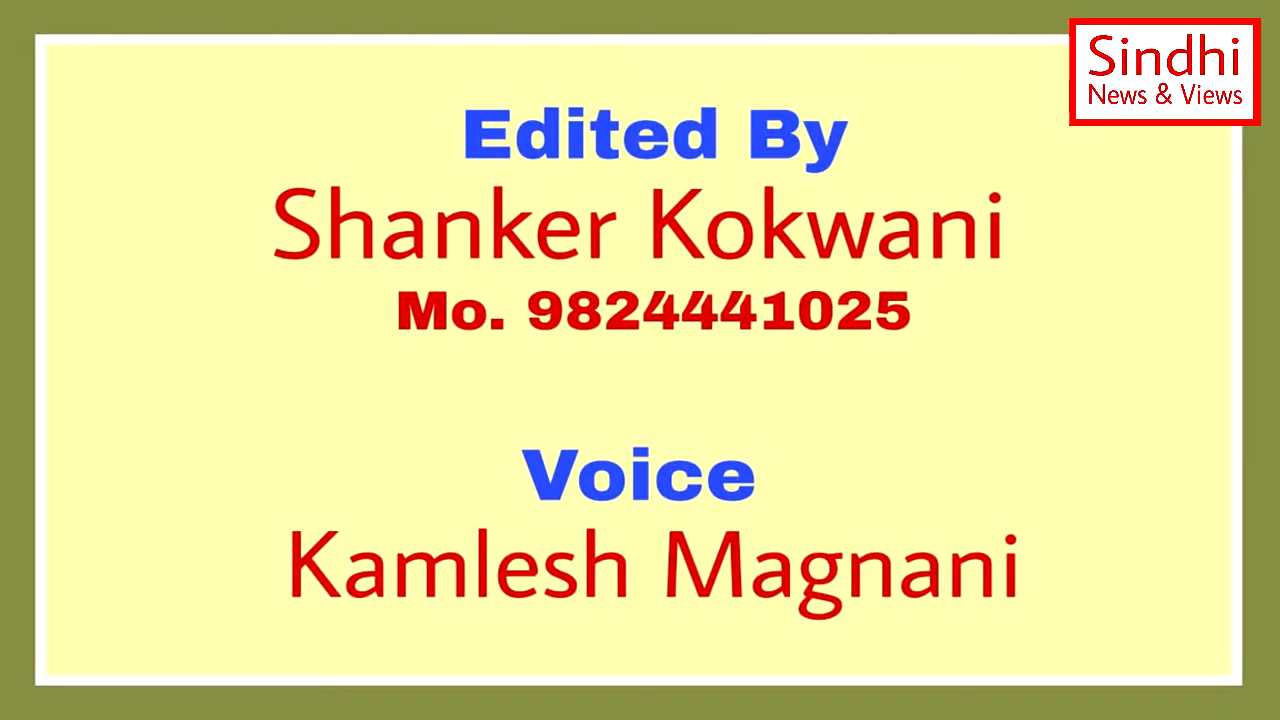 Sindhi
News & Views
Edited By
Shanker Kokwani
Mo. 9824441025
Voice
Kamlesh Magnani